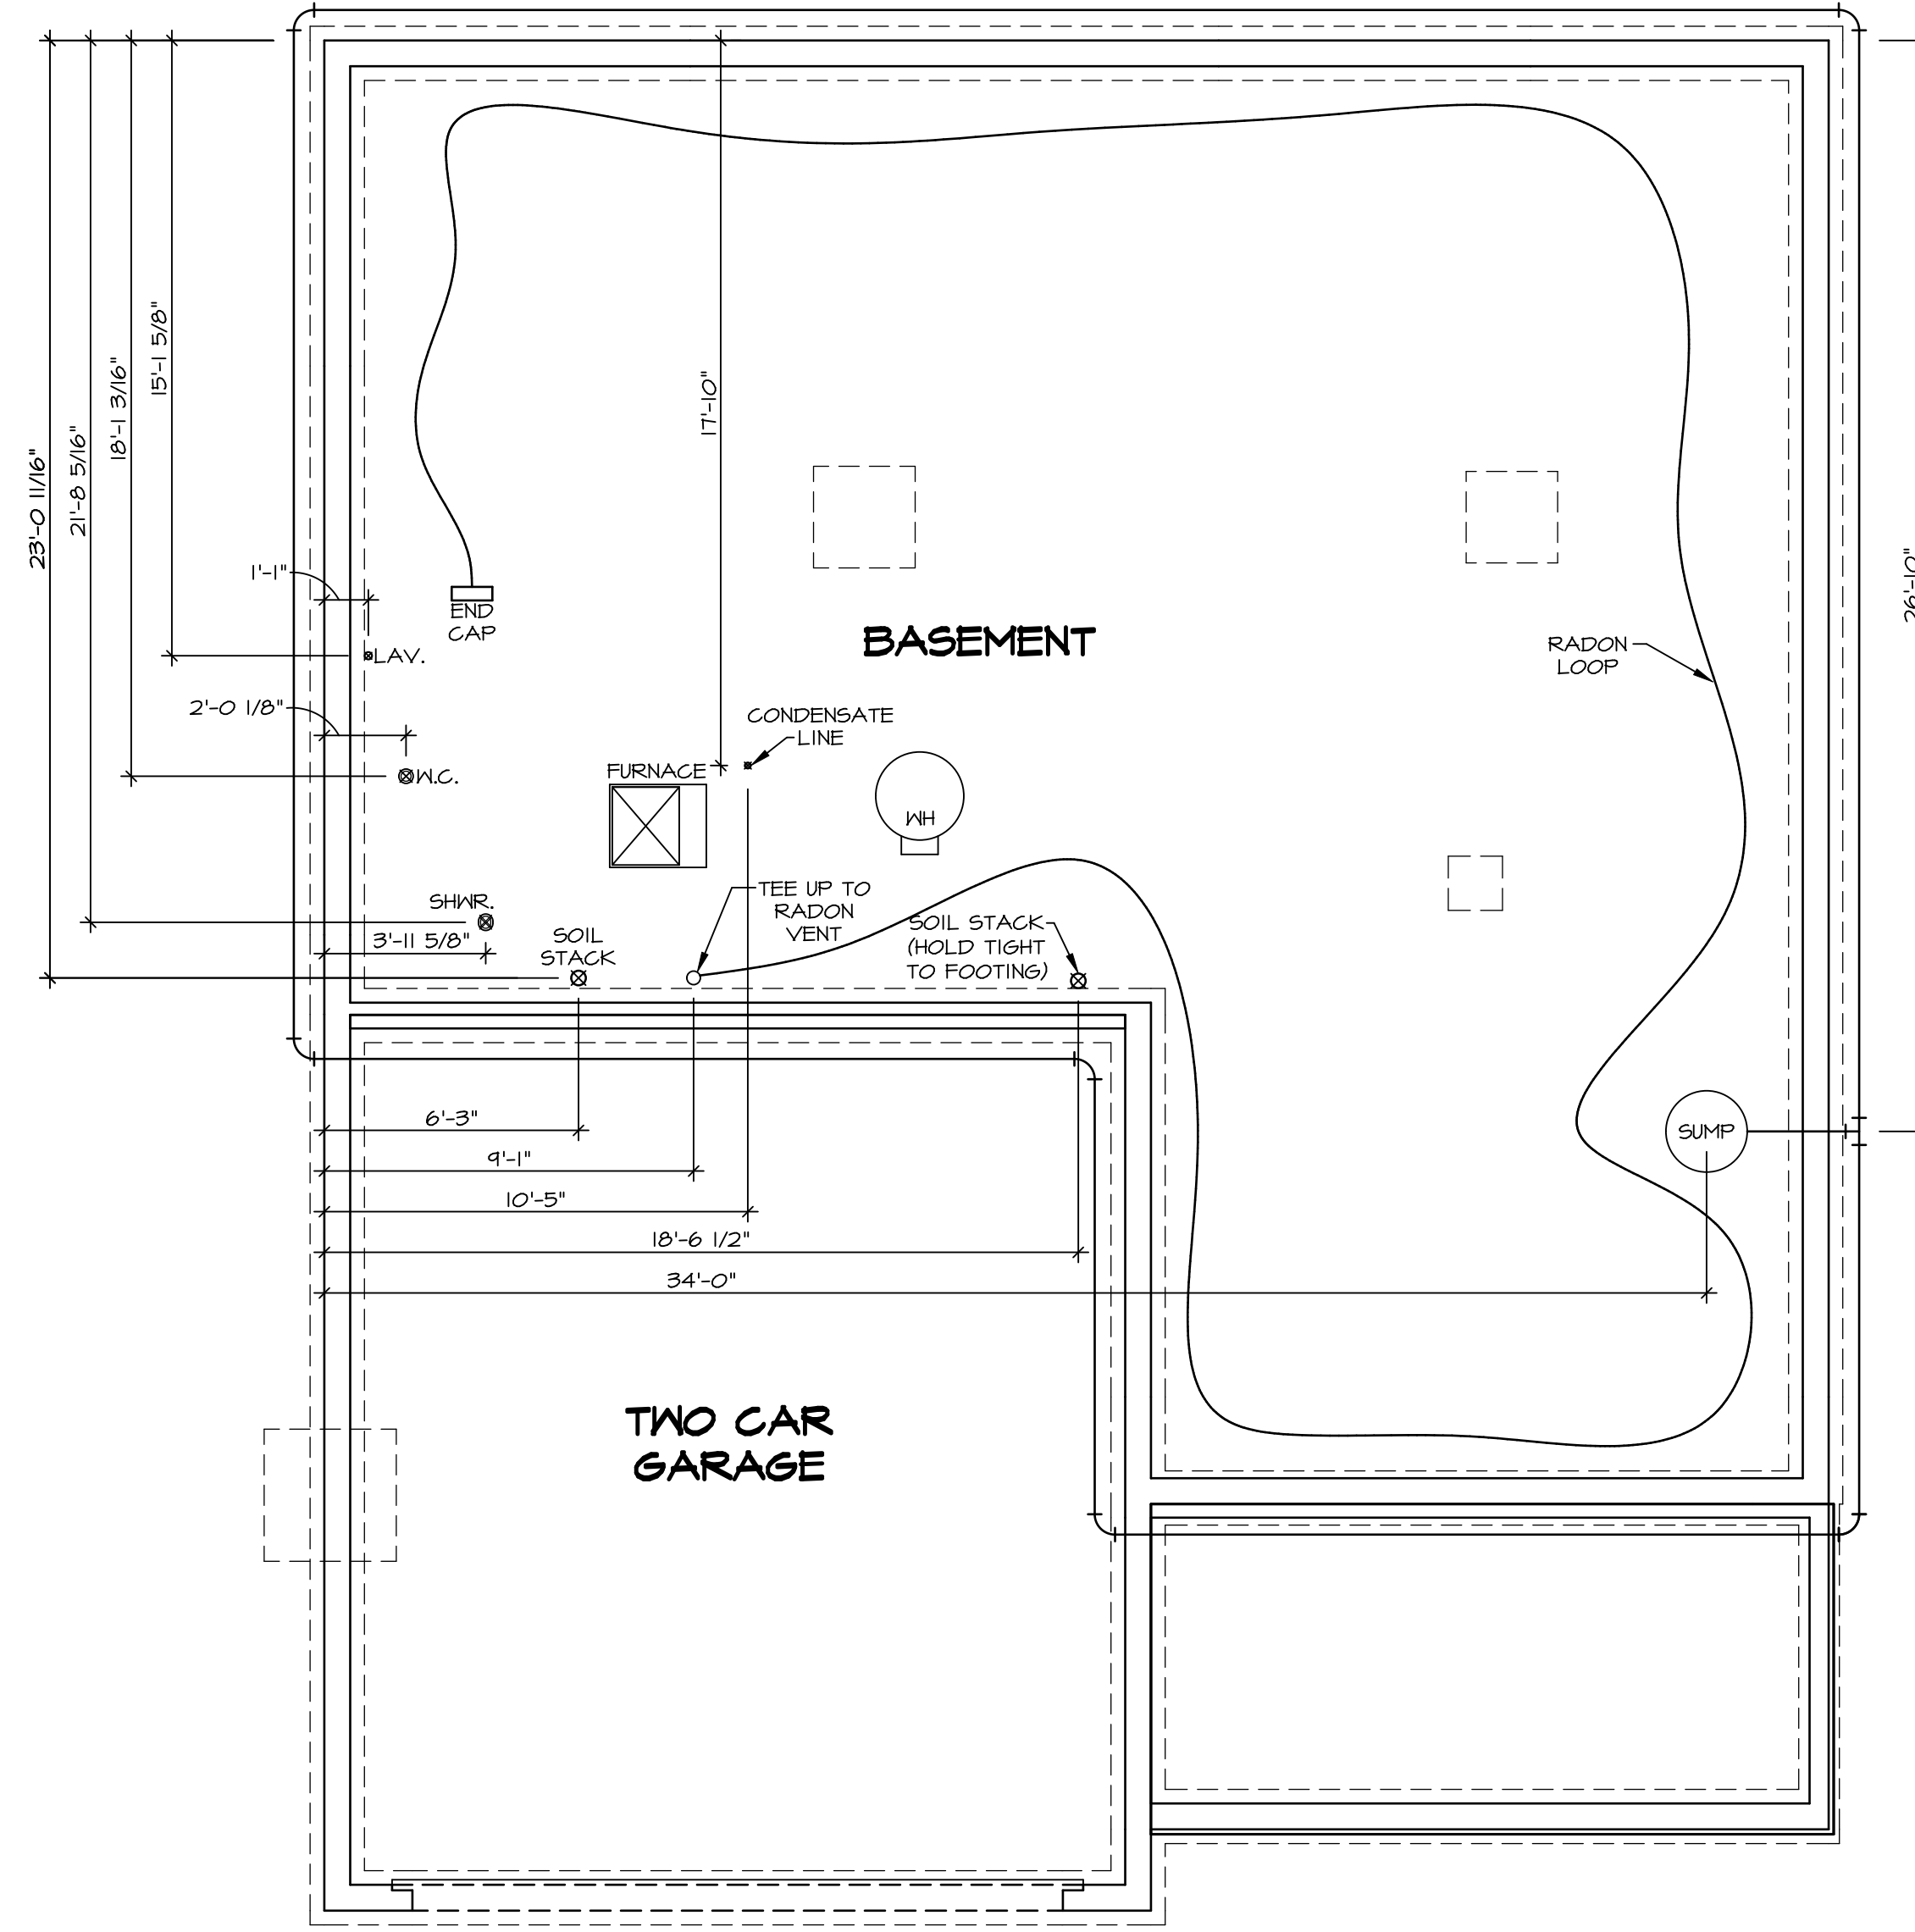 15'-1 5/8"
18'-1 3/16"
21'-8 5/16"
23'-0 11/16"
17'-10"
26'-10"
1'-1"
END
CAP
LAV.
BASEMENT
RADON
LOOP
2'-0 1/8"
CONDENSATE
LINE
W.C.
FURNACE
WH
SHWR.
3'-11 5/8"
SOIL
STACK
TEE UP TO
RADON
VENT
SOIL STACK
(HOLD TIGHT
TO FOOTING)
6'-3"
SUMP
9'-1"
10'-5"
18'-6 1/2"
34'-0"
TWO CAR
GARAGE